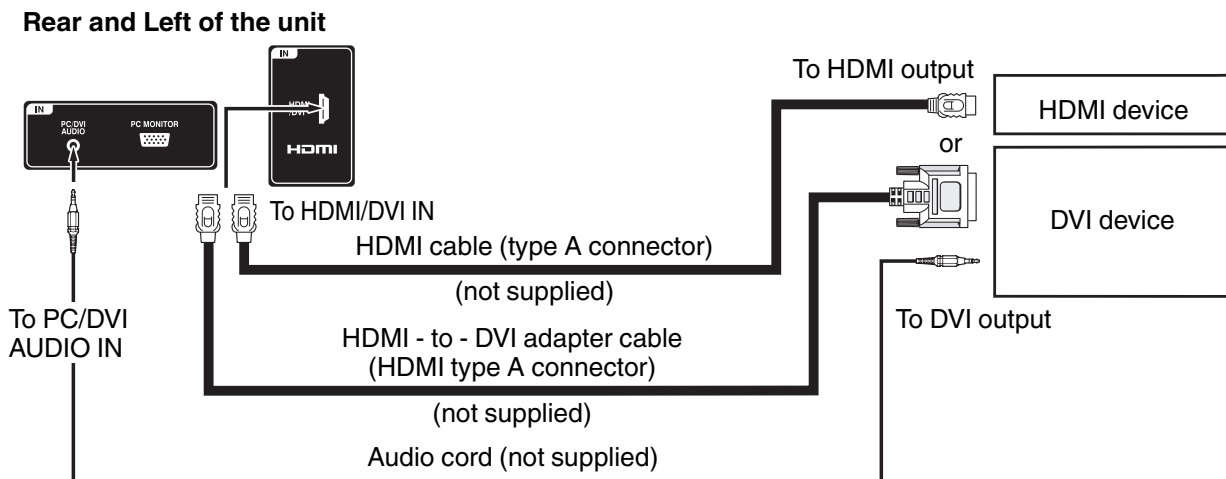 Rear and Left of the unit
IN
HDMI
/DVI
HDMI
IN
PC/DVI
AUDIO
PC MONITOR
To HDMI output
HDMI device
or
DVI device
To HDMI/DVI IN
HDMI cable (type A connector)
(not supplied)
To PC/DVI
AUDIO IN
HDMI - to - DVI adapter cable
(HDMI type A connector)
(not supplied)
To DVI output
Audio cord (not supplied)